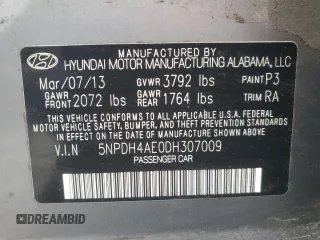 HYUNDAI MOTOR MANUFACTURING ALABAMA, LLC
Mar/07/13 GVWR 3792 lbs PAINT P3
GAWR FRONT 2072 lbs GAWR REAR 1764 lbs TRIM RA
THIS VEHICLE CONFORMS TO ALL APPLICABLE U.S.
FEDERAL MOTOR VEHICLE SAFETY, BUMPER, AND THEFT
PREVENTION STANDARDS IN EFFECT ON THE DATE OF
MANUFACTURE SHOWN ABOVE.
V.I.N 5NPDH4AE0DH307009
PASSENGER CAR
DREAMBID